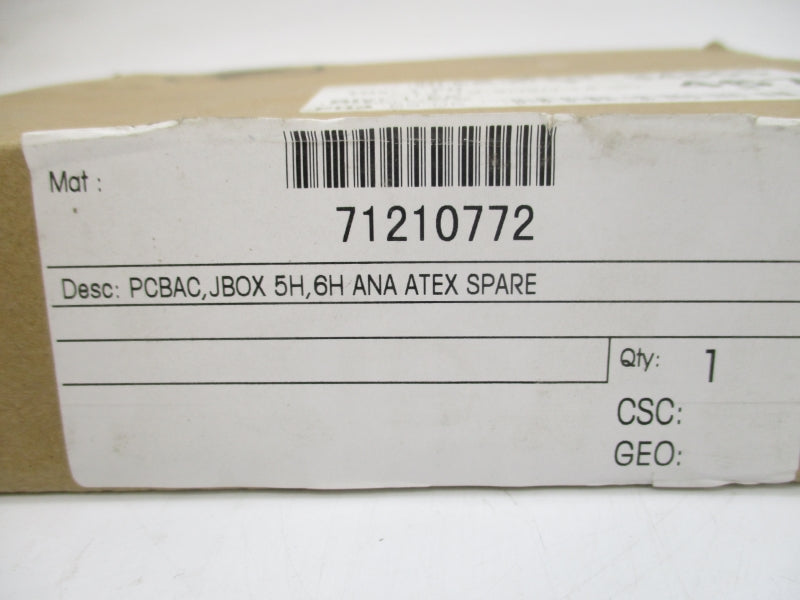 Mat :
71210772
Desc: PCBAC,JBOX 5H,6H ANA ATEX SPARE
Qty: 1
CSC:
GEO: